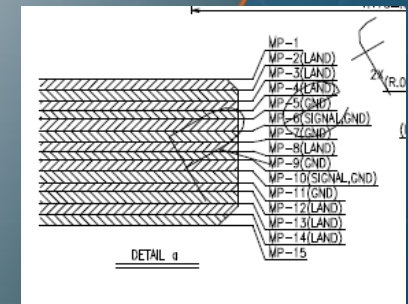 MP-1
MP-2(LAND)
MP-3(LAND)
MP-4(LAND)
MP-5(GND)
MP-6(SIGNAL,GND)
MP-7(GND)
MP-8(LAND)
MP-9(GND)
MP-10(SIGNAL,GND)
MP-11(GND)
MP-12(LAND)
MP-13(LAND)
MP-14(LAND)
MP-15
DETAIL a